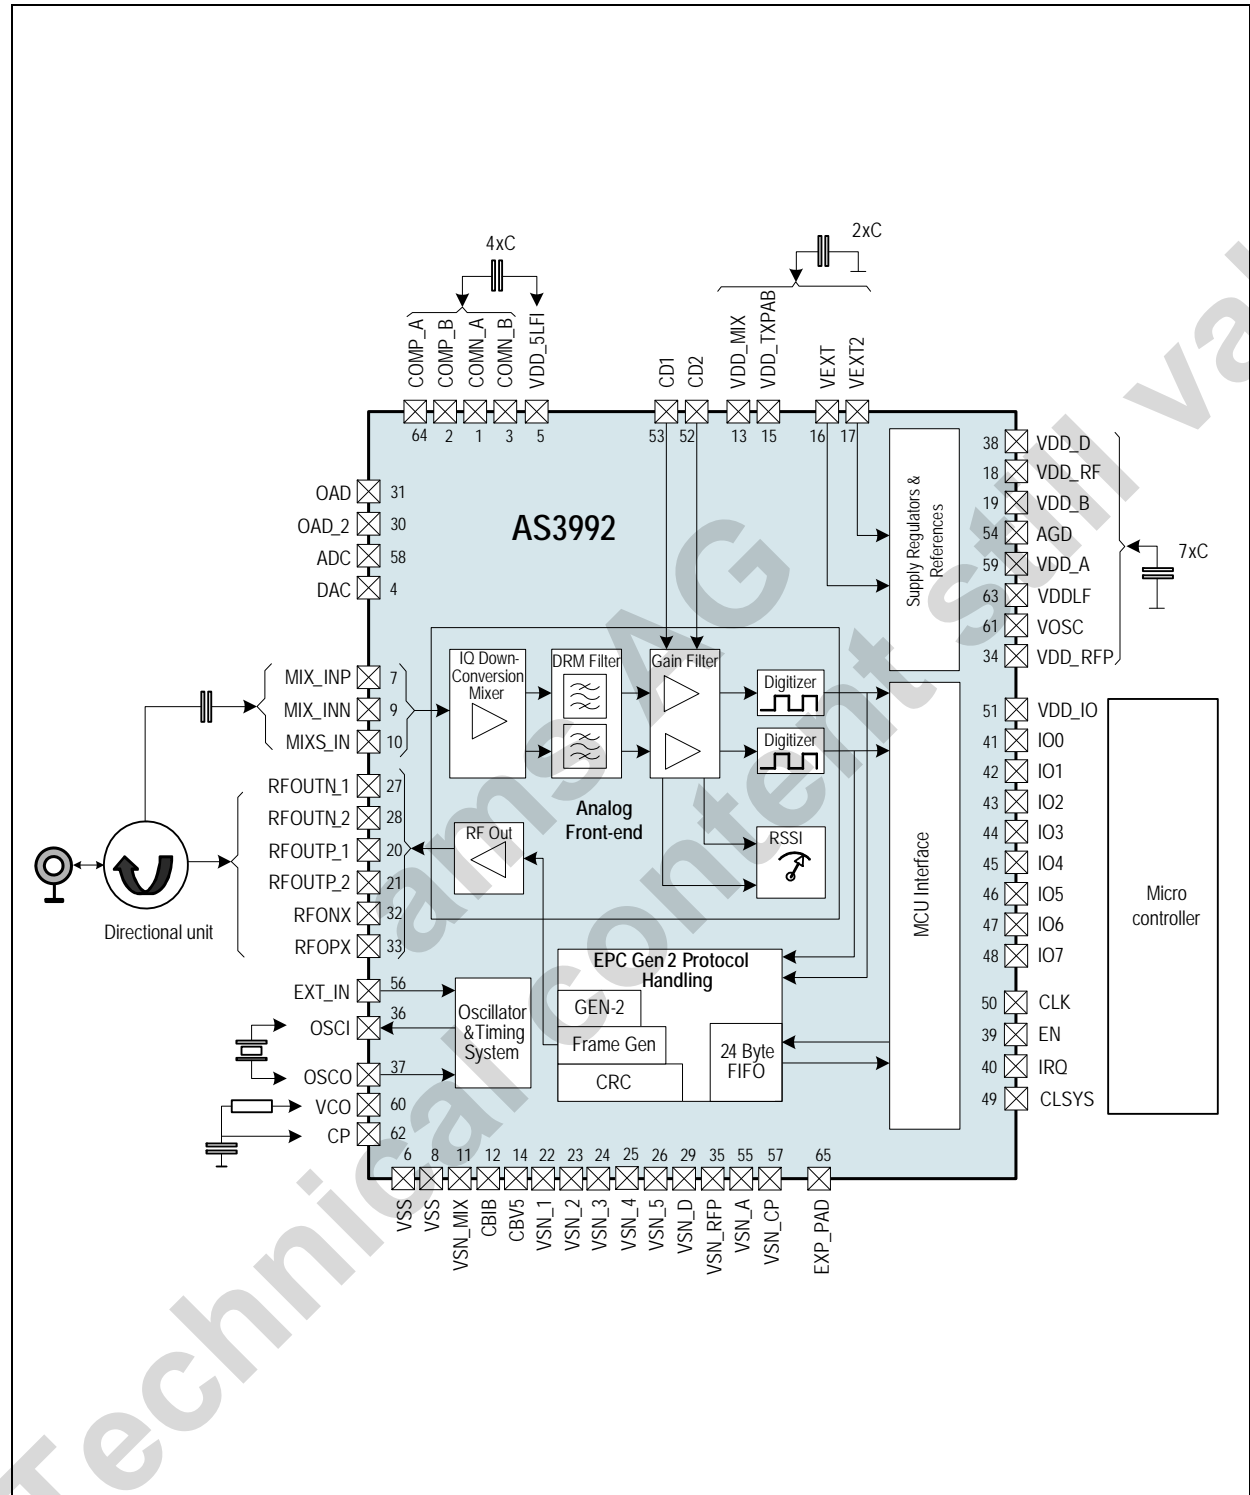 4xC
2xC
COMP_A
COMP_B
COMN_A
COMN_B
VDD_5LFI
CD1
CD2
VDD_MIX
VDD_TXPAB
VEXT
VEXT2
64 2 1 3 5 53 52 13 15 16 17
OAD 31
OAD_2 30
ADC 58
DAC 4
AS3992
Supply Regulators &
References
38 VDD_D
18 VDD_RF
19 VDD_B
54 AGD
59 VDD_A
63 VDDLF
61 VOSC
34 VDD_RFP
7xC
MIX_INP 7
MIX_INN 9
MIXS_IN 10
RFOUTN_1 27
RFOUTN_2 28
RFOUTP_1 20
RFOUTP_2 21
RFONX 32
RFOPX 33
Directional unit
IQ Down-
Conversion
Mixer
DRM Filter
Gain Filter
Digitizer
Digitizer
Analog
Front-end
RF Out
RSSI
MCU Interface
51 VDD_IO
41 IO0
42 IO1
43 IO2
44 IO3
45 IO4
46 IO5
47 IO6
48 IO7
50 CLK
39 EN
40 IRQ
49 CLSYS
Micro
controller
EXT_IN 56
OSCI 36
OSCO 37
VCO 60
CP 62
Oscillator
&Timing
System
EPC Gen 2 Protocol
Handling
GEN-2
Frame Gen
CRC
24 Byte
FIFO
6 8 11 12 14 22 23 24 25 26 29 35 55 57 65
VSS
VSS
VSN_MIX
CBIB
CBV5
VSN_1
VSN_2
VSN_3
VSN_4
VSN_5
VSN_D
VSN_RFP
VSN_A
VSN_CP
EXP_PAD
ams AG
Technical content still val